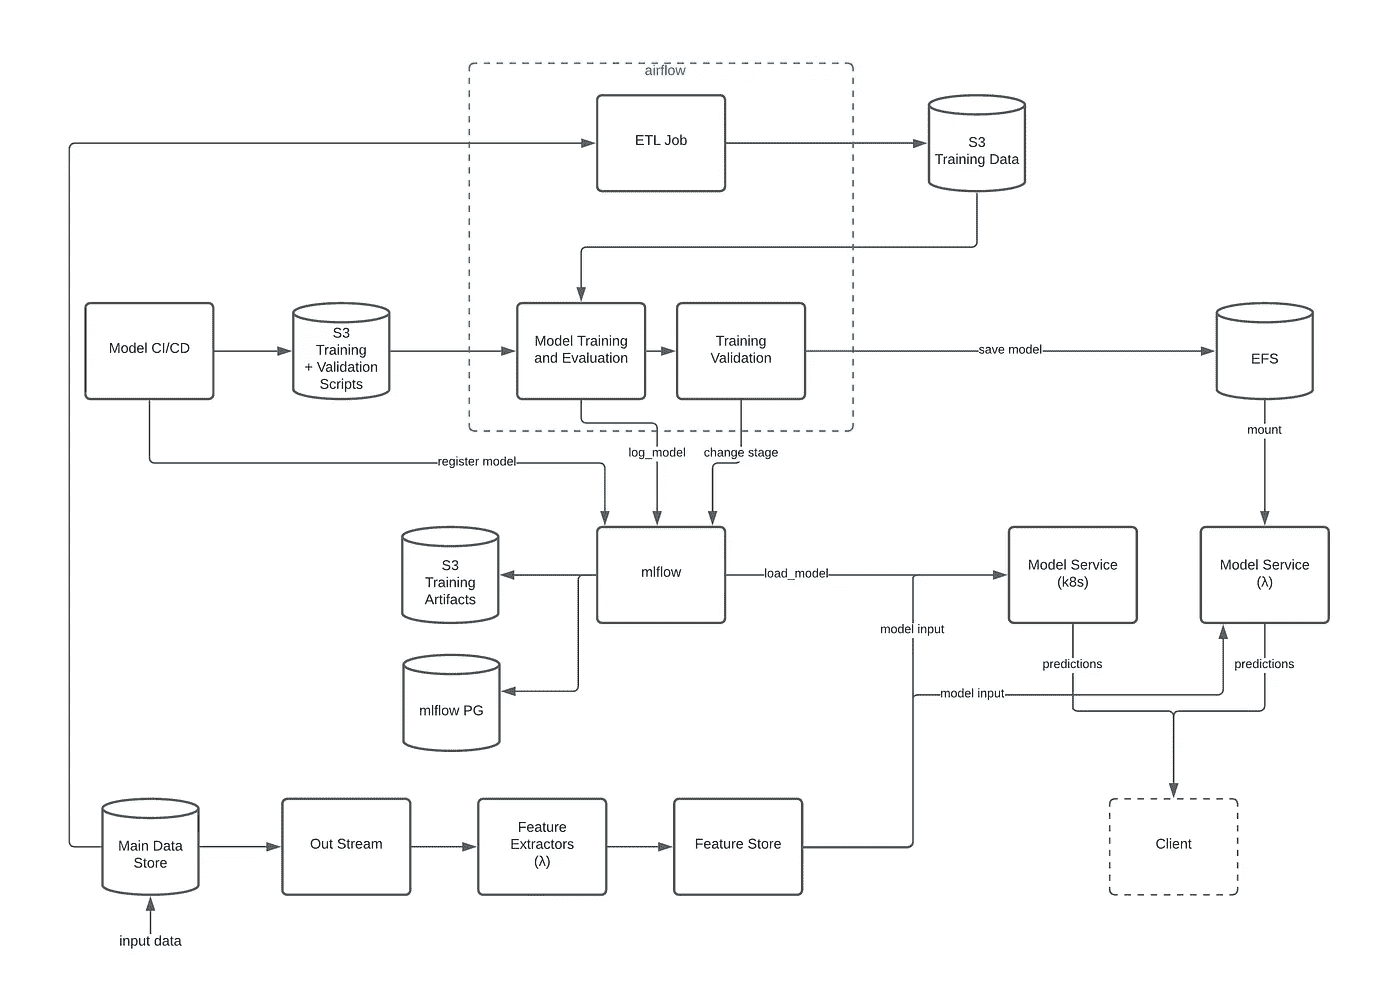 airflow
ETL Job
S3
Training Data
Model CI/CD
S3
Training
+ Validation
Scripts
Model Training
and Evaluation
Training
Validation
save model
EFS
mount
register model
log_model
change stage
S3
Training
Artifacts
mlflow
load_model
Model Service
(k8s)
Model Service
(λ)
model input
predictions
predictions
model input
mlflow PG
Main Data
Store
Out Stream
Feature
Extractors
(λ)
Feature Store
Client
input data